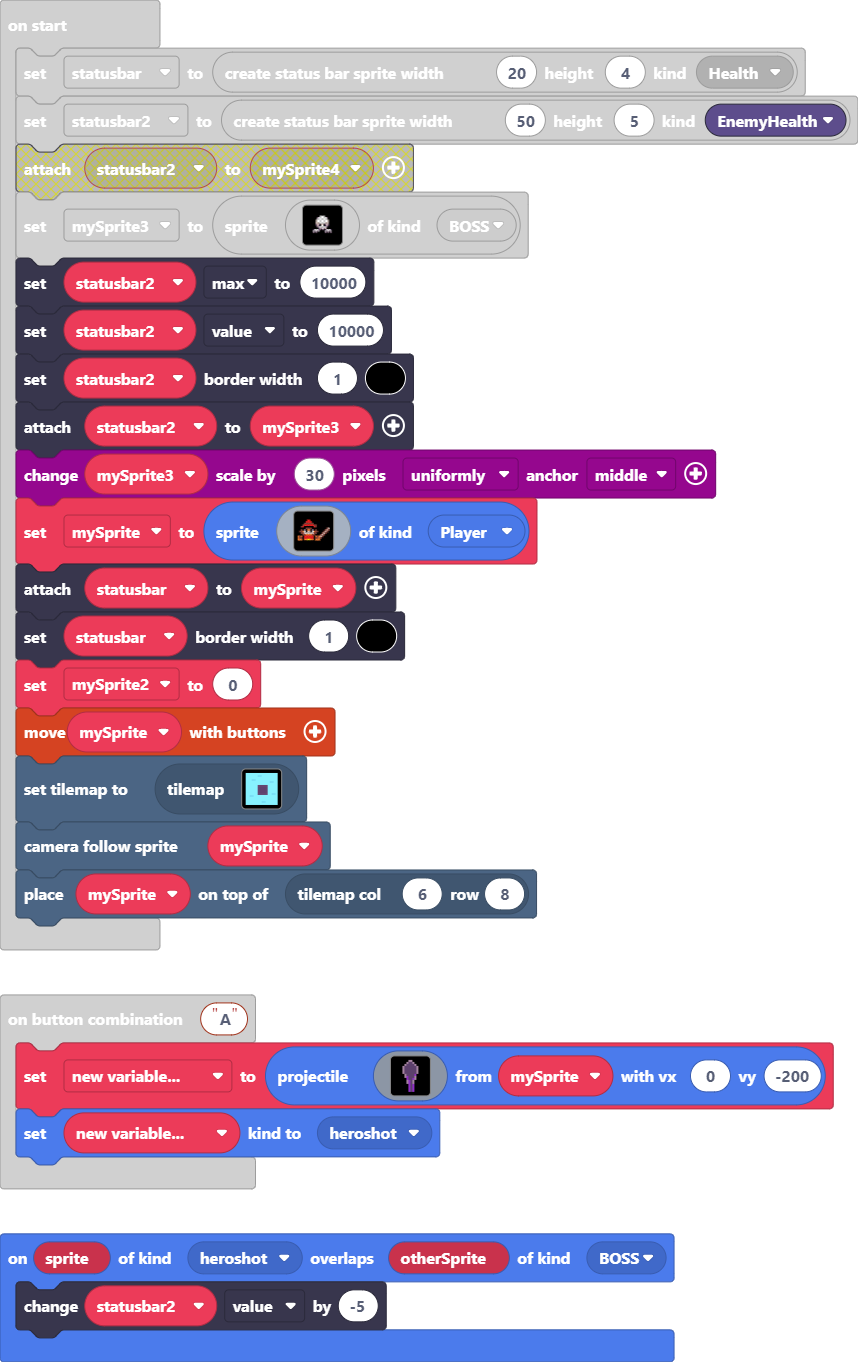 on start
set statusbar to create status bar sprite width 20 height 4 kind Health
set statusbar2 to create status bar sprite width 50 height 5 kind EnemyHealth
attach statusbar2 to mySprite4
set mySprite3 to sprite of kind BOSS
set statusbar2 max to 10000
set statusbar2 value to 10000
set statusbar2 border width 1
attach statusbar2 to mySprite3
change mySprite3 scale by 30 pixels uniformly anchor middle
set mySprite to sprite of kind Player
attach statusbar to mySprite
set statusbar border width 1
set mySprite2 to 0
move mySprite with buttons
set tilemap to tilemap
camera follow sprite mySprite
place mySprite on top of tilemap col 6 row 8
on button combination "A"
set new variable... to projectile from mySprite with vx 0 vy -200
set new variable... kind to heroshot
on sprite of kind heroshot overlaps otherSprite of kind BOSS
change statusbar2 value by -5